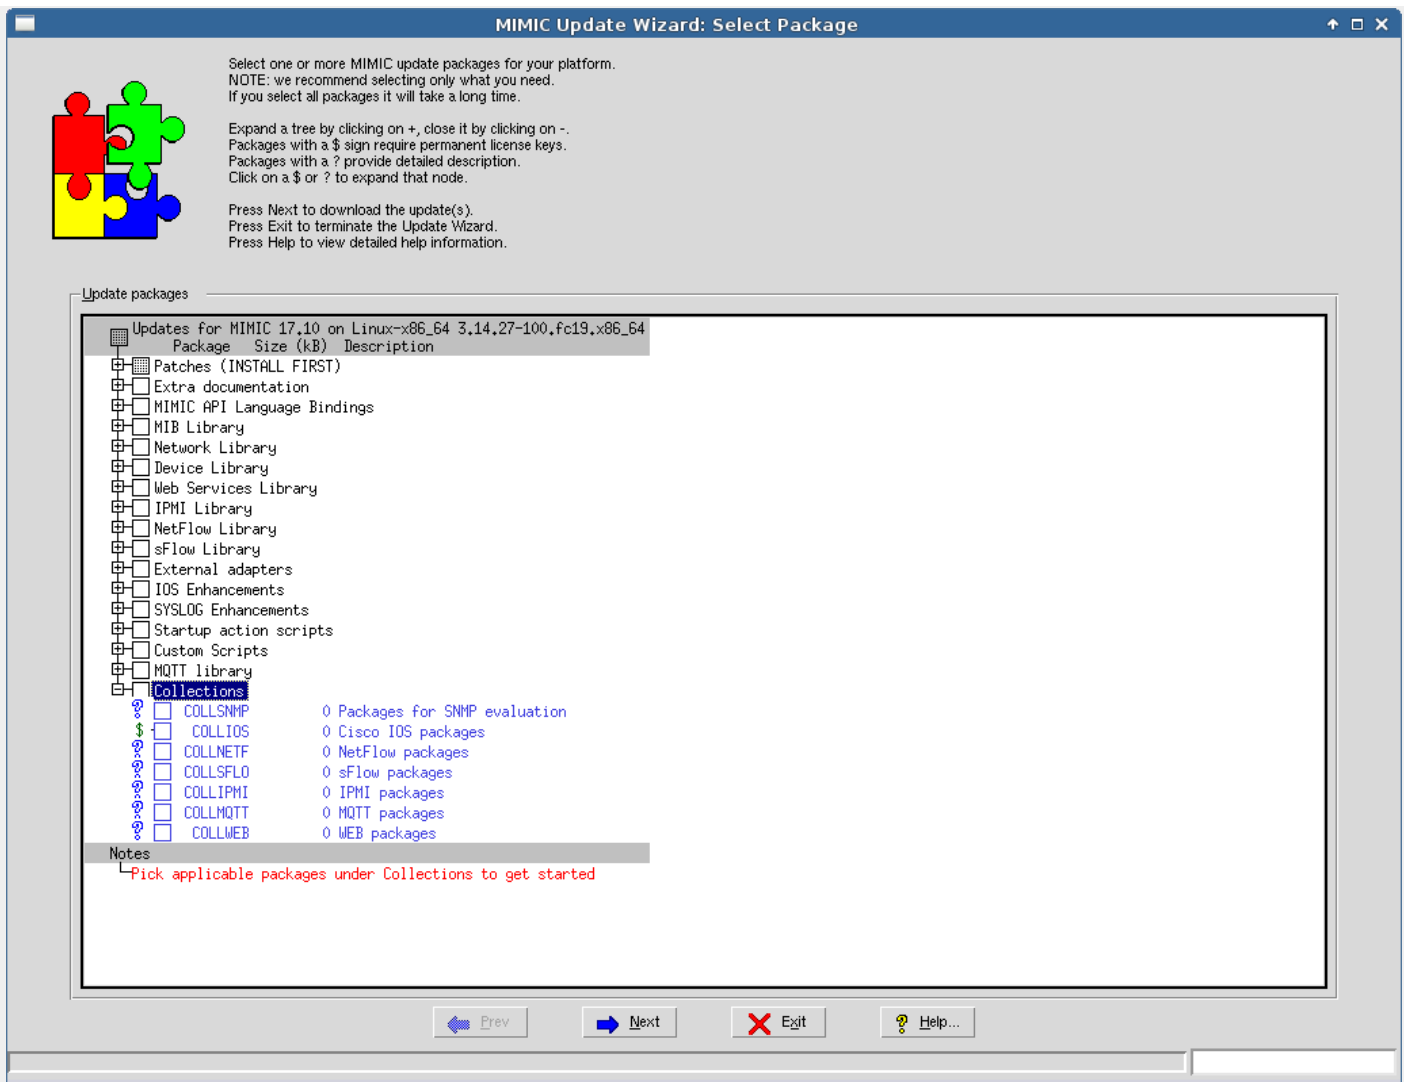 MIMIC Update Wizard: Select Package
Select one or more MIMIC update packages for your platform.
NOTE: we recommend selecting only what you need.
If you select all packages it will take a long time.
Expand a tree by clicking on +, close it by clicking on -.
Packages with a $ sign require permanent license keys.
Packages with a ? provide detailed description.
Click on a $ or ? to expand that node.
Press Next to download the update(s).
Press Exit to terminate the Update Wizard.
Press Help to view detailed help information.
Update packages
Updates for MIMIC 17.10 on Linux-x86_64 3.14.27-100.fc19.x86_64
Package Size (kB) Description
Patches (INSTALL FIRST)
Extra documentation
MIMIC API Language Bindings
MIB Library
Network Library
Device Library
Web Services Library
IPMI Library
NetFlow Library
sFlow Library
External adapters
IOS Enhancements
SYSLOG Enhancements
Startup action scripts
Custom Scripts
MQTT library
Collections
? COLLSNMP 0 Packages for SNMP evaluation
$ COLLIOS 0 Cisco IOS packages
? COLLNETF 0 NetFlow packages
? COLLSFLO 0 sFlow packages
? COLLIPMI 0 IPMI packages
? COLLMQTT 0 MQTT packages
? COLLWEB 0 WEB packages
Notes
Pick applicable packages under Collections to get started
Prev Next Exit ? Help...